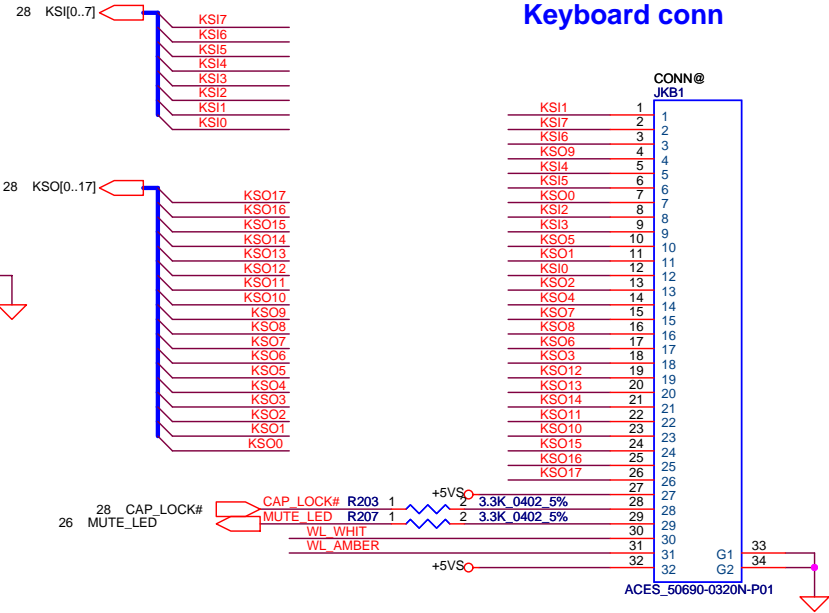 Keyboard conn
28 KSI[0..7]
KSI7
KSI6
KSI5
KSI4
KSI3
KSI2
KSI1
KSI0
28 KSO[0..17]
KSO17
KSO16
KSO15
KSO14
KSO13
KSO12
KSO11
KSO10
KSO9
KSO8
KSO7
KSO6
KSO5
KSO4
KSO3
KSO2
KSO1
KSO0
CONN@
JKB1
KSI1 1 1
KSI7 2 2
KSI6 3 3
KSO9 4 4
KSI4 5 5
KSI5 6 6
KSO0 7 7
KSI2 8 8
KSI3 9 9
KSO5 10 10
KSO1 11 11
KSI0 12 12
KSO2 13 13
KSO4 14 14
KSO7 15 15
KSO8 16 16
KSO6 17 17
KSO3 18 18
KSO12 19 19
KSO13 20 20
KSO14 21 21
KSO11 22 22
KSO10 23 23
KSO15 24 24
KSO16 25 25
KSO17 26 26
+5VS 27 27
28 CAP_LOCK# CAP_LOCK# R203 1 2 3.3K_0402_5% 28 28
26 MUTE_LED MUTE_LED R207 1 2 3.3K_0402_5% 29 29
WL_WHIT 30 30
WL_AMBER 31 31 G1 33
+5VS 32 32 G2 34
ACES_50690-0320N-P01